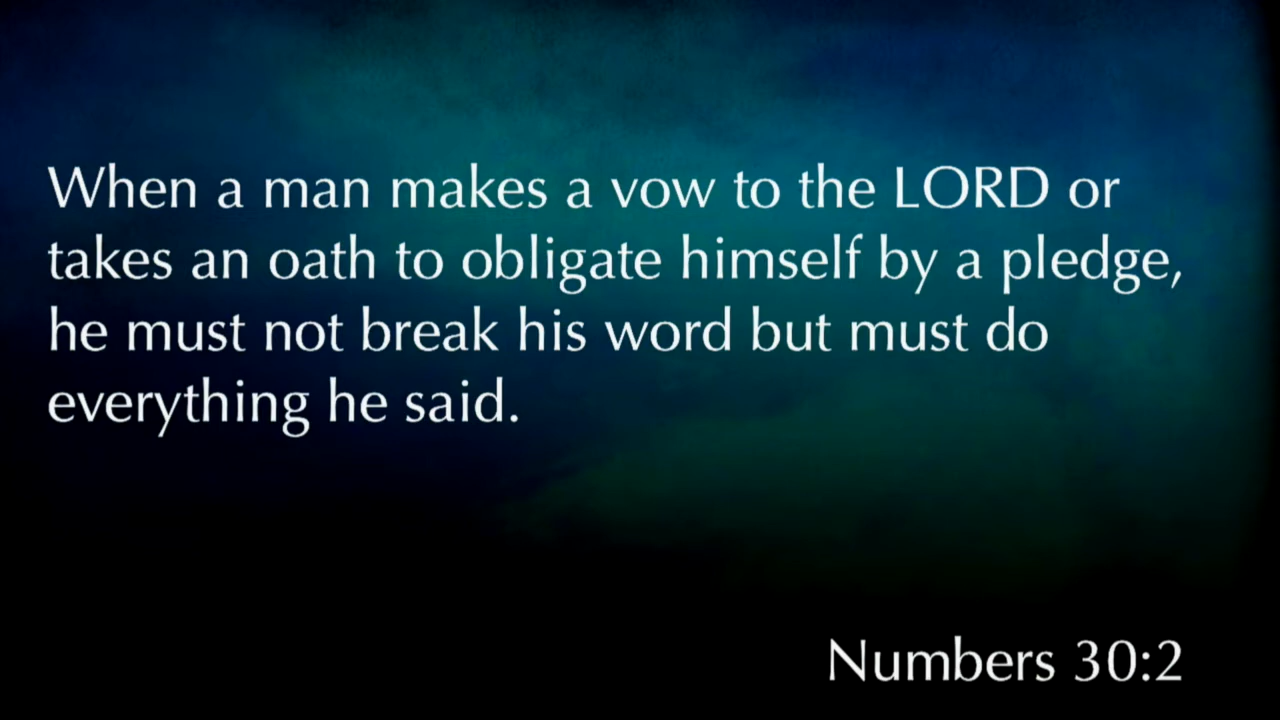 When a man makes a vow to the LORD or
takes an oath to obligate himself by a pledge,
he must not break his word but must do
everything he said.
Numbers 30:2